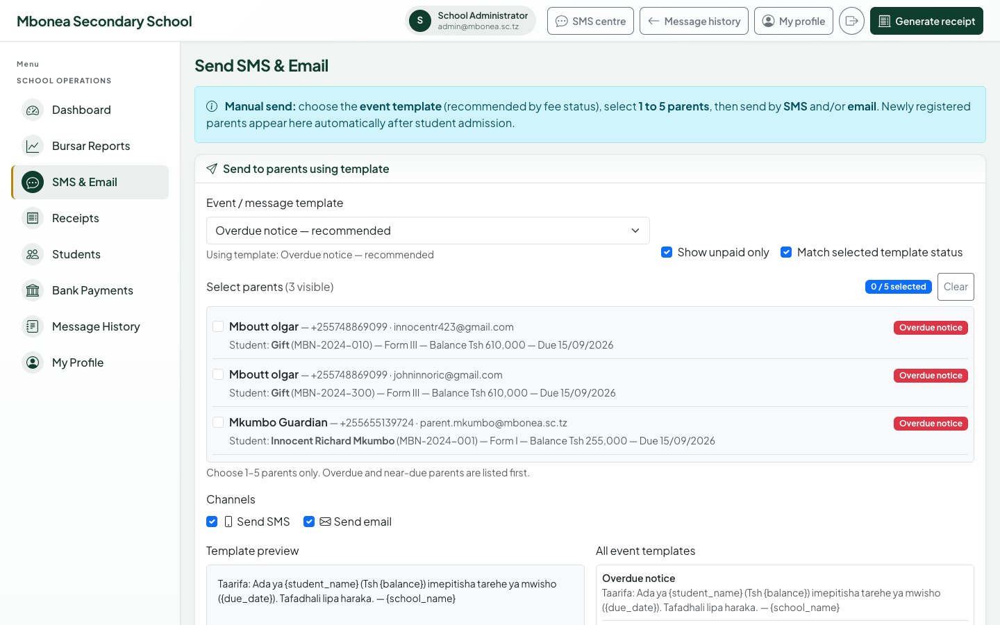 Mbonea Secondary School
S
School Administrator
admin@mbonea.sc.tz
SMS centre
Message history
My profile
Generate receipt
Menu
SCHOOL OPERATIONS
Dashboard
Bursar Reports
SMS & Email
Receipts
Students
Bank Payments
Message History
My Profile
Send SMS & Email
Manual send: choose the event template (recommended by fee status), select 1 to 5 parents, then send by SMS and/or email. Newly registered
parents appear here automatically after student admission.
Send to parents using template
Event / message template
Overdue notice — recommended
Using template: Overdue notice — recommended
Show unpaid only
Match selected template status
Select parents (3 visible)
0 / 5 selected
Clear
Mboutt olgar — +255748869099 · innocentr423@gmail.com
Overdue notice
Student: Gift (MBN-2024-010) — Form III — Balance Tsh 610,000 — Due 15/09/2026
Mboutt olgar — +255748869099 · johninnoric@gmail.com
Overdue notice
Student: Gift (MBN-2024-300) — Form III — Balance Tsh 610,000 — Due 15/09/2026
Mkumbo Guardian — +255655139724 · parent.mkumbo@mbonea.sc.tz
Overdue notice
Student: Innocent Richard Mkumbo (MBN-2024-001) — Form I — Balance Tsh 255,000 — Due 15/09/2026
Choose 1–5 parents only. Overdue and near-due parents are listed first.
Channels
Send SMS
Send email
Template preview
Taarifa: Ada ya {student_name} (Tsh {balance}) imepitisha tarehe ya mwisho
({due_date}). Tafadhali lipa haraka. — {school_name}
All event templates
Overdue notice
Taarifa: Ada ya {student_name} (Tsh {balance}) imepitisha tarehe ya mwisho
({due_date}). Tafadhali lipa haraka. — {school_name}